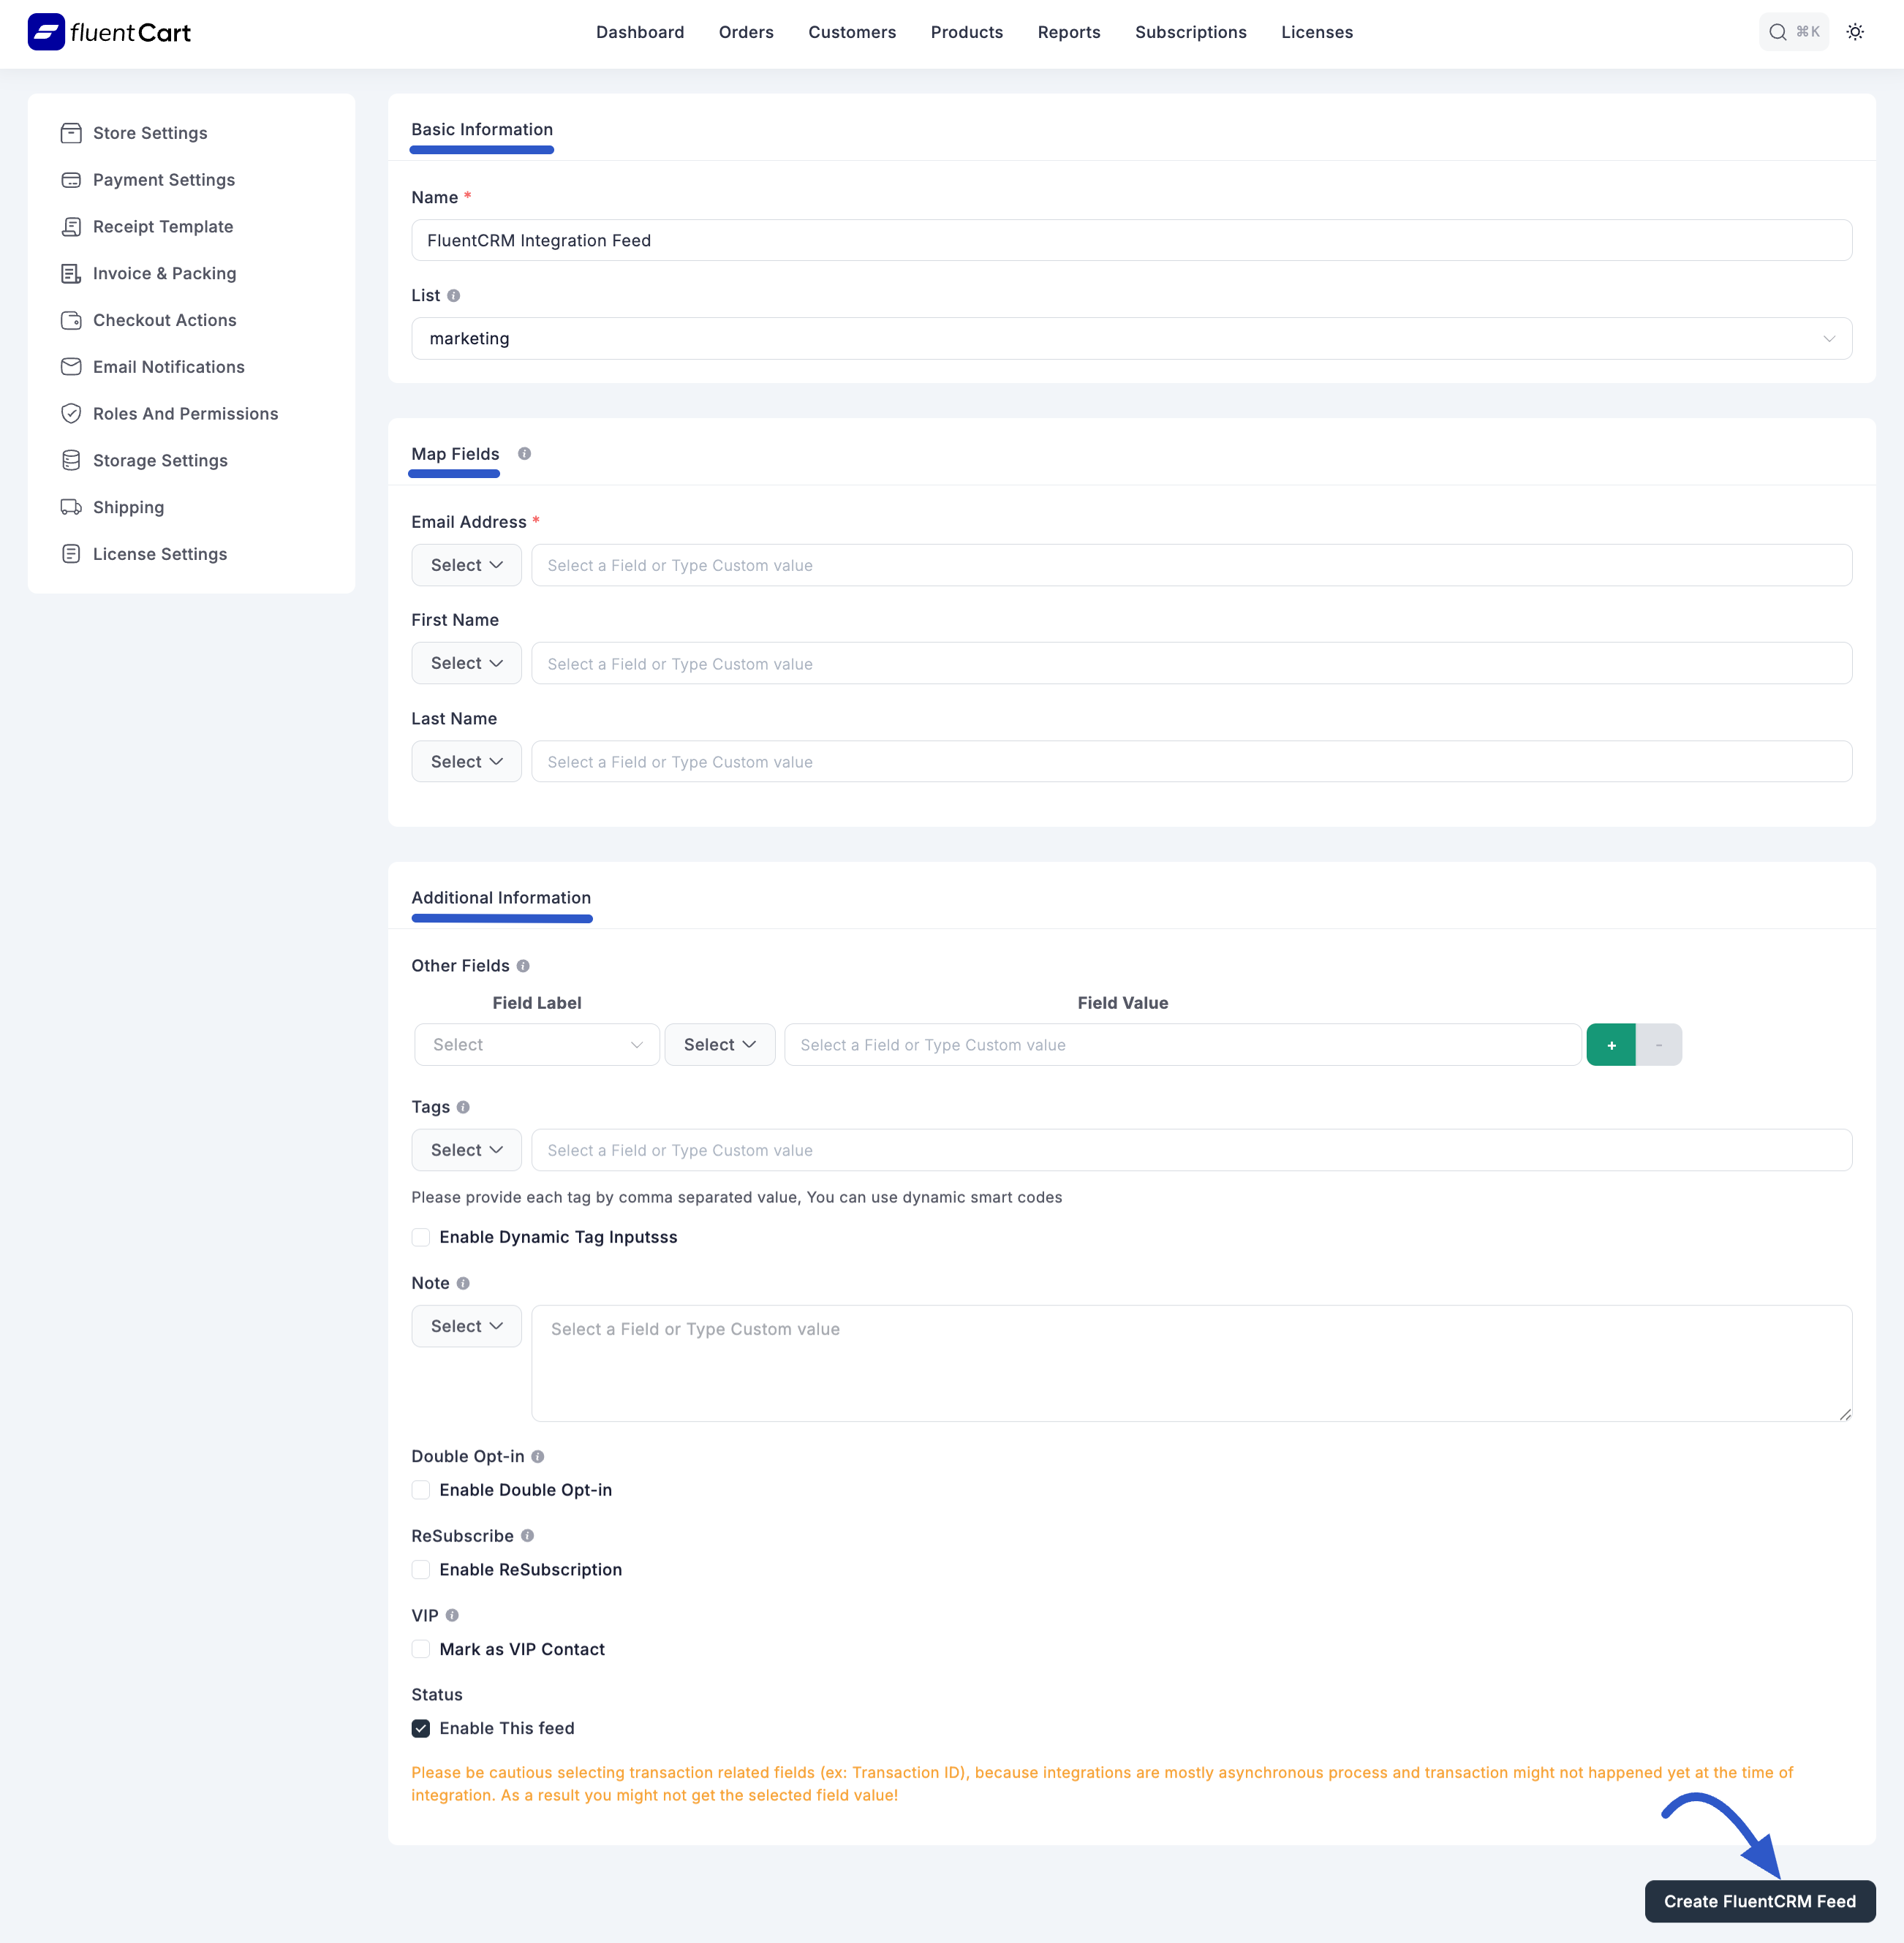 fluentCart
Dashboard Orders Customers Products Reports Subscriptions Licenses
⌘K
Store Settings
Payment Settings
Receipt Template
Invoice & Packing
Checkout Actions
Email Notifications
Roles And Permissions
Storage Settings
Shipping
License Settings
Basic Information
Name *
FluentCRM Integration Feed
List
marketing
Map Fields
Email Address *
Select Select a Field or Type Custom value
First Name
Select Select a Field or Type Custom value
Last Name
Select Select a Field or Type Custom value
Additional Information
Other Fields
Field Label Field Value
Select Select Select a Field or Type Custom value + -
Tags
Select Select a Field or Type Custom value
Please provide each tag by comma separated value, You can use dynamic smart codes
Enable Dynamic Tag Inputsss
Note
Select Select a Field or Type Custom value
Double Opt-in
Enable Double Opt-in
ReSubscribe
Enable ReSubscription
VIP
Mark as VIP Contact
Status
Enable This feed
Please be cautious selecting transaction related fields (ex: Transaction ID), because integrations are mostly asynchronous process and transaction might not happened yet at the time of
integration. As a result you might not get the selected field value!
Create FluentCRM Feed